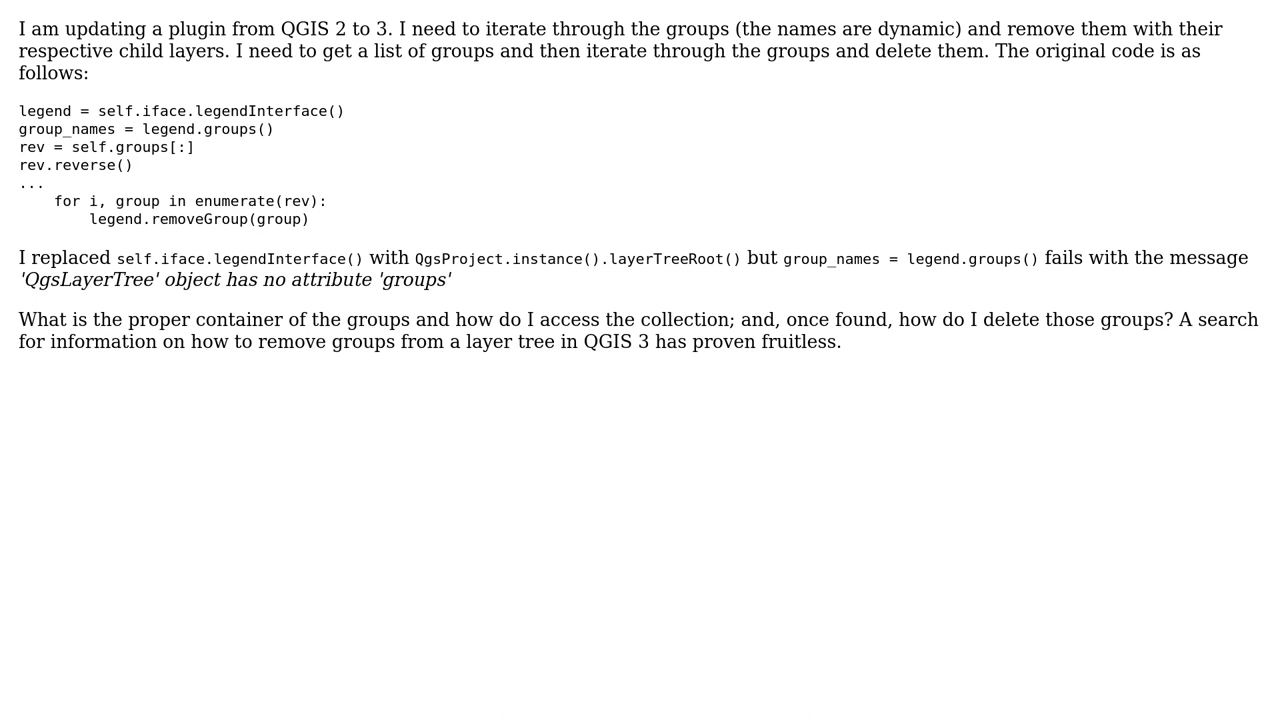 I am updating a plugin from QGIS 2 to 3. I need to iterate through the groups (the names are dynamic) and remove them with their
respective child layers. I need to get a list of groups and then iterate through the groups and delete them. The original code is as
follows:
legend = self.iface.legendInterface()
group_names = legend.groups()
rev = self.groups[:]
rev.reverse()
...
    for i, group in enumerate(rev):
        legend.removeGroup(group)
I replaced self.iface.legendInterface() with QgsProject.instance().layerTreeRoot() but group_names = legend.groups() fails with the message
'QgsLayerTree' object has no attribute 'groups'
What is the proper container of the groups and how do I access the collection; and, once found, how do I delete those groups? A search
for information on how to remove groups from a layer tree in QGIS 3 has proven fruitless.